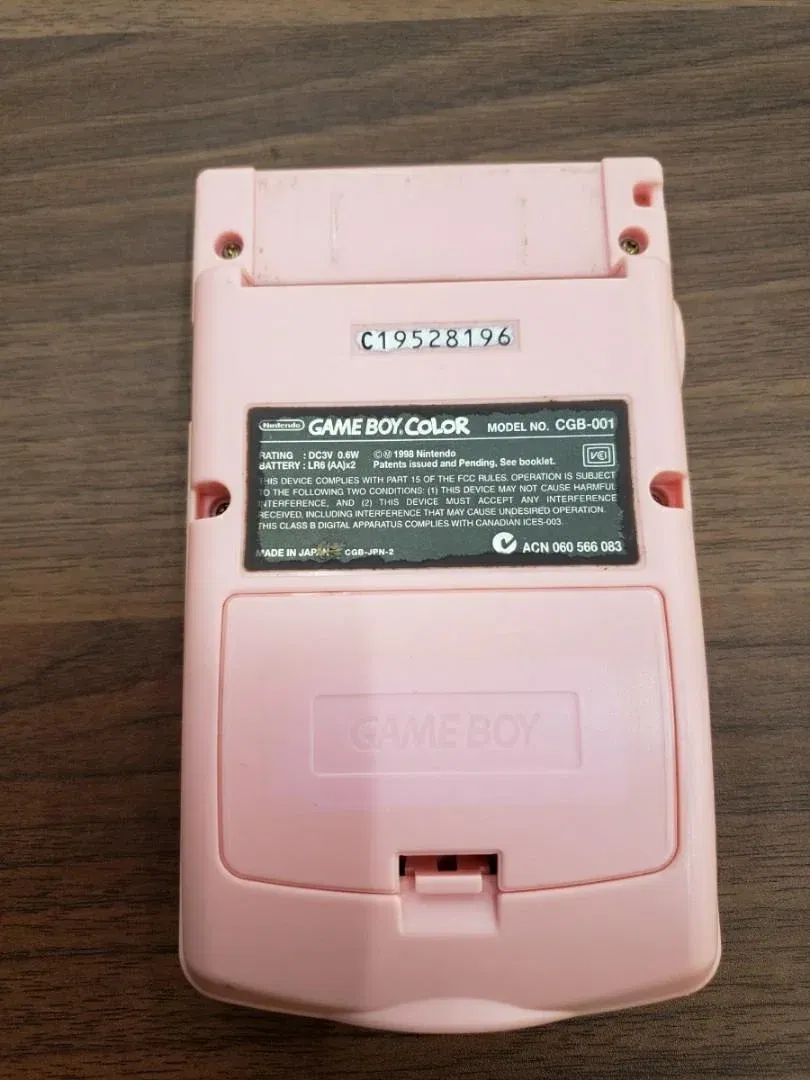 C19528196
Nintendo GAME BOY COLOR MODEL NO. CGB-001
RATING : DC3V 0.6W ©Ⓜ 1998 Nintendo
BATTERY : LR6 (AA)x2 Patents issued and Pending, See booklet.
VCI
THIS DEVICE COMPLIES WITH PART 15 OF THE FCC RULES. OPERATION IS SUBJECT
TO THE FOLLOWING TWO CONDITIONS: (1) THIS DEVICE MAY NOT CAUSE HARMFUL
INTERFERENCE, AND (2) THIS DEVICE MUST ACCEPT ANY INTERFERENCE
RECEIVED, INCLUDING INTERFERENCE THAT MAY CAUSE UNDESIRED OPERATION.
THIS CLASS B DIGITAL APPARATUS COMPLIES WITH CANADIAN ICES-003.
MADE IN JAPAN CGB-JPN-2 ACN 060 566 083
GAME BOY